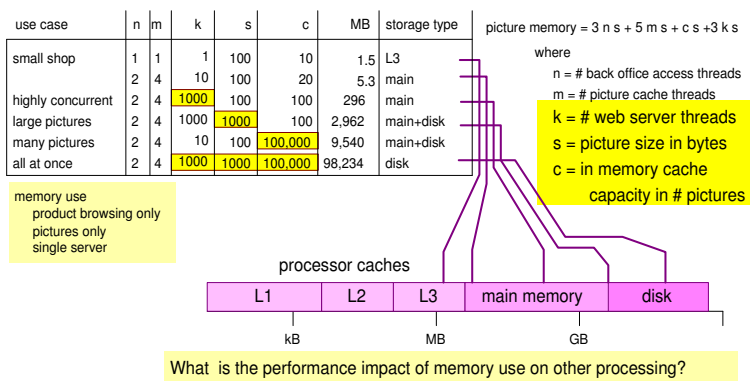 use case n m k s c MB storage type
small shop 1 1 1 100 10 1.5 L3
2 4 10 100 20 5.3 main
highly concurrent 2 4 1000 100 100 296 main
large pictures 2 4 1000 1000 100 2,962 main+disk
many pictures 2 4 10 100 100,000 9,540 main+disk
all at once 2 4 1000 1000 100,000 98,234 disk
picture memory = 3 n s + 5 m s + c s +3 k s
where
n = # back office access threads
m = # picture cache threads
k = # web server threads
s = picture size in bytes
c = in memory cache
capacity in # pictures
memory use
product browsing only
pictures only
single server
processor caches
L1 L2 L3 main memory disk
kB MB GB
What is the performance impact of memory use on other processing?